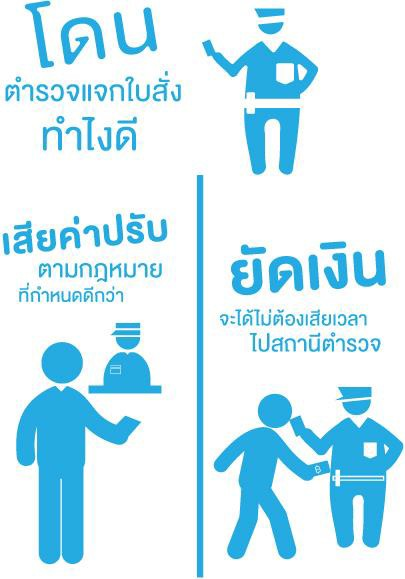 โดน
ตำรวจแจกใบสั่ง
ทำไงดี
เสียค่าปรับ
ตามกฎหมาย
ที่กำหนดดีกว่า
ยัดเงิน
จะได้ไม่ต้องเสียเวลา
ไปสถานีตำรวจ
B